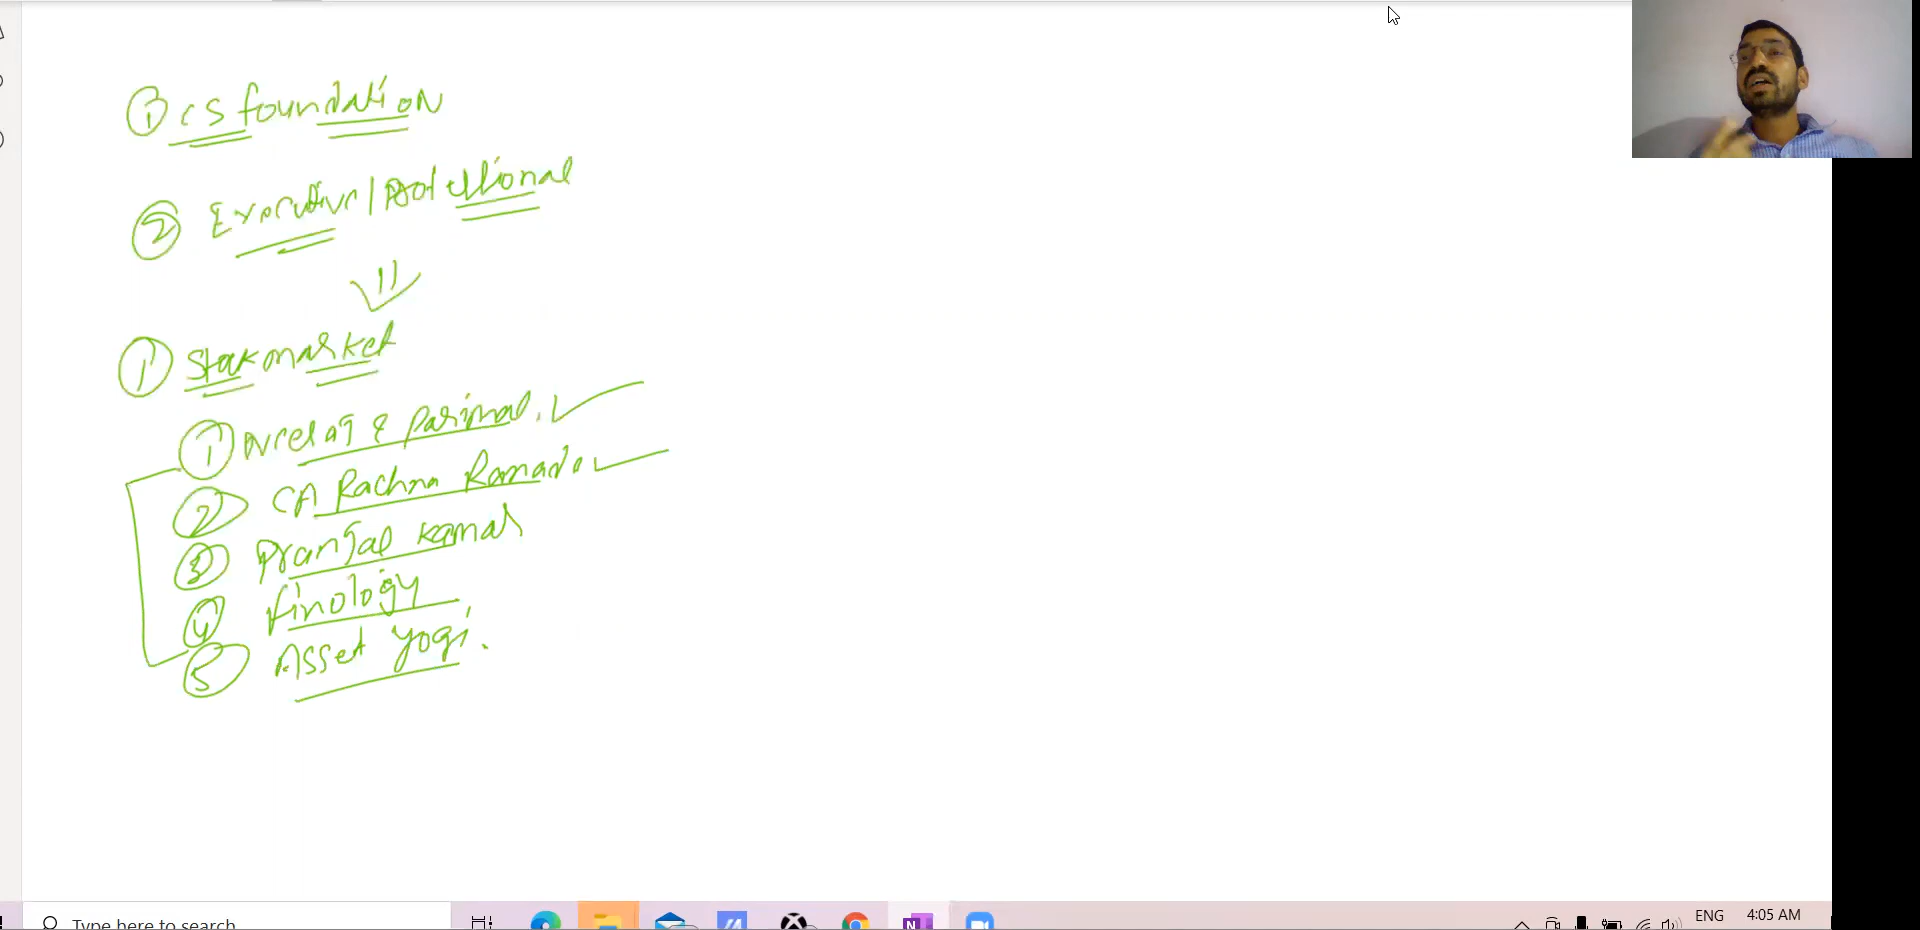 ① CS foundation
② Executive/Professional
① Stock market
① Neeraj & Parimal.
② CA Rachna Ranade
③ Pranjal Kamra
④ finology
⑤ Asset yogi.
Type here to search
ENG 4:05 AM